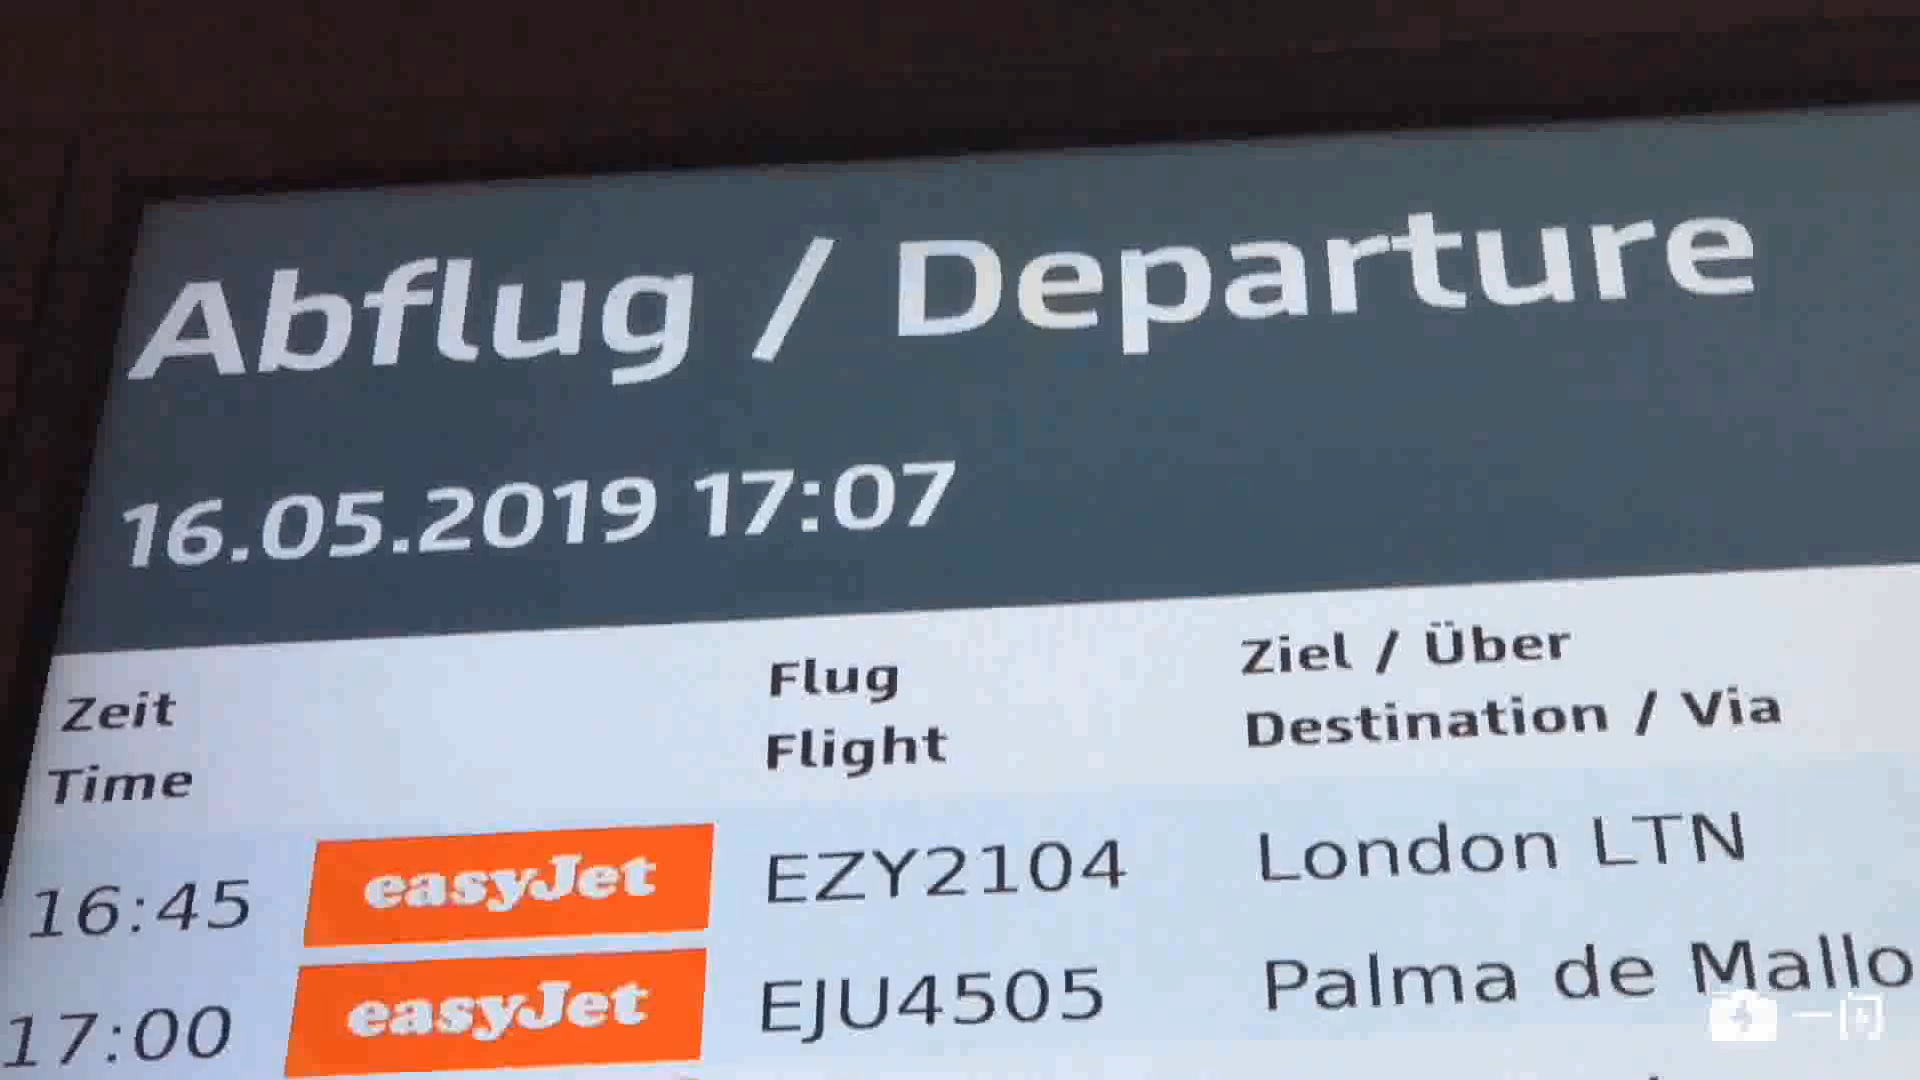 Abflug / Departure
16.05.2019 17:07
Zeit Flug Ziel / Über
Time Flight Destination / Via
16:45 easyJet EZY2104 London LTN
17:00 easyJet EJU4505 Palma de Mallo